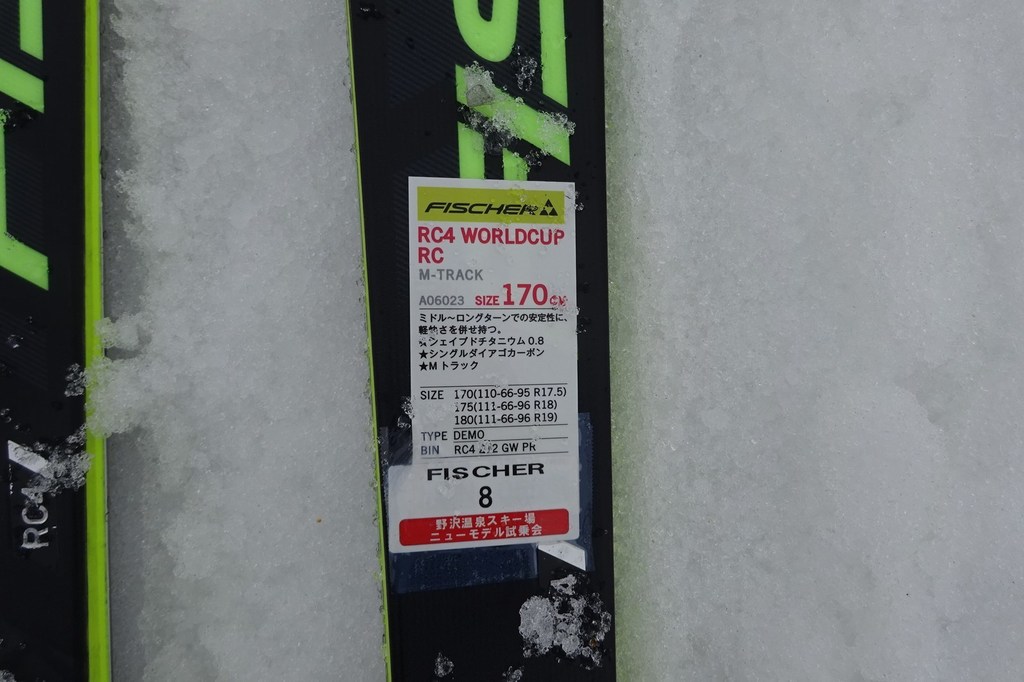 FISCHER
RC4 WORLDCUP
RC
M-TRACK
A06023 SIZE 170CM
ミドル〜ロングターンでの安定性に、
軽快さを併せ持つ。
★シェイプドチタニウム 0.8
★シングルダイアゴカーボン
★M トラック
SIZE 170(110-66-95 R17.5)
175(111-66-96 R18)
180(111-66-96 R19)
TYPE DEMO
BIN RC4 GW PR
FISCHER
8
野沢温泉スキー場
ニューモデル試乗会
RC4